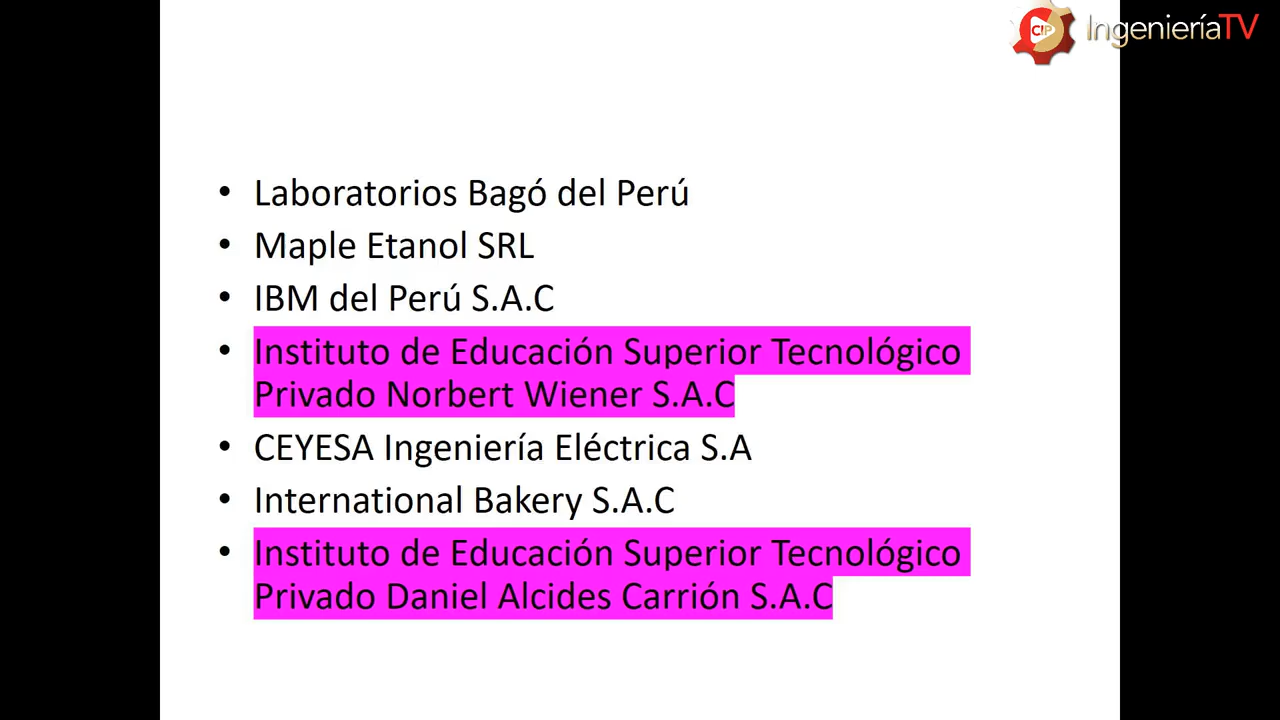 CIP IngenieríaTV
• Laboratorios Bagó del Perú
• Maple Etanol SRL
• IBM del Perú S.A.C
• Instituto de Educación Superior Tecnológico
Privado Norbert Wiener S.A.C
• CEYESA Ingeniería Eléctrica S.A
• International Bakery S.A.C
• Instituto de Educación Superior Tecnológico
Privado Daniel Alcides Carrión S.A.C